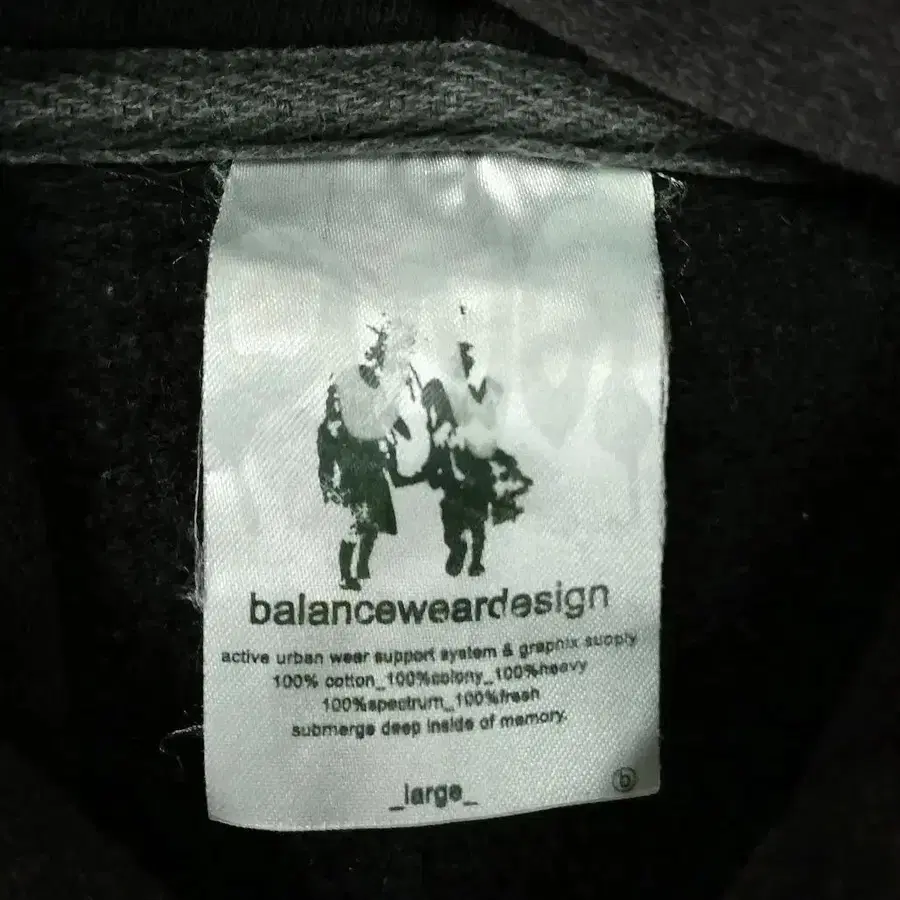 balanceweardesign
active urban wear support system & graphix supply
100% cotton_100%colony_100%heavy
100%spectrum_100%fresh
submerge deep inside of memory.
_large_
b